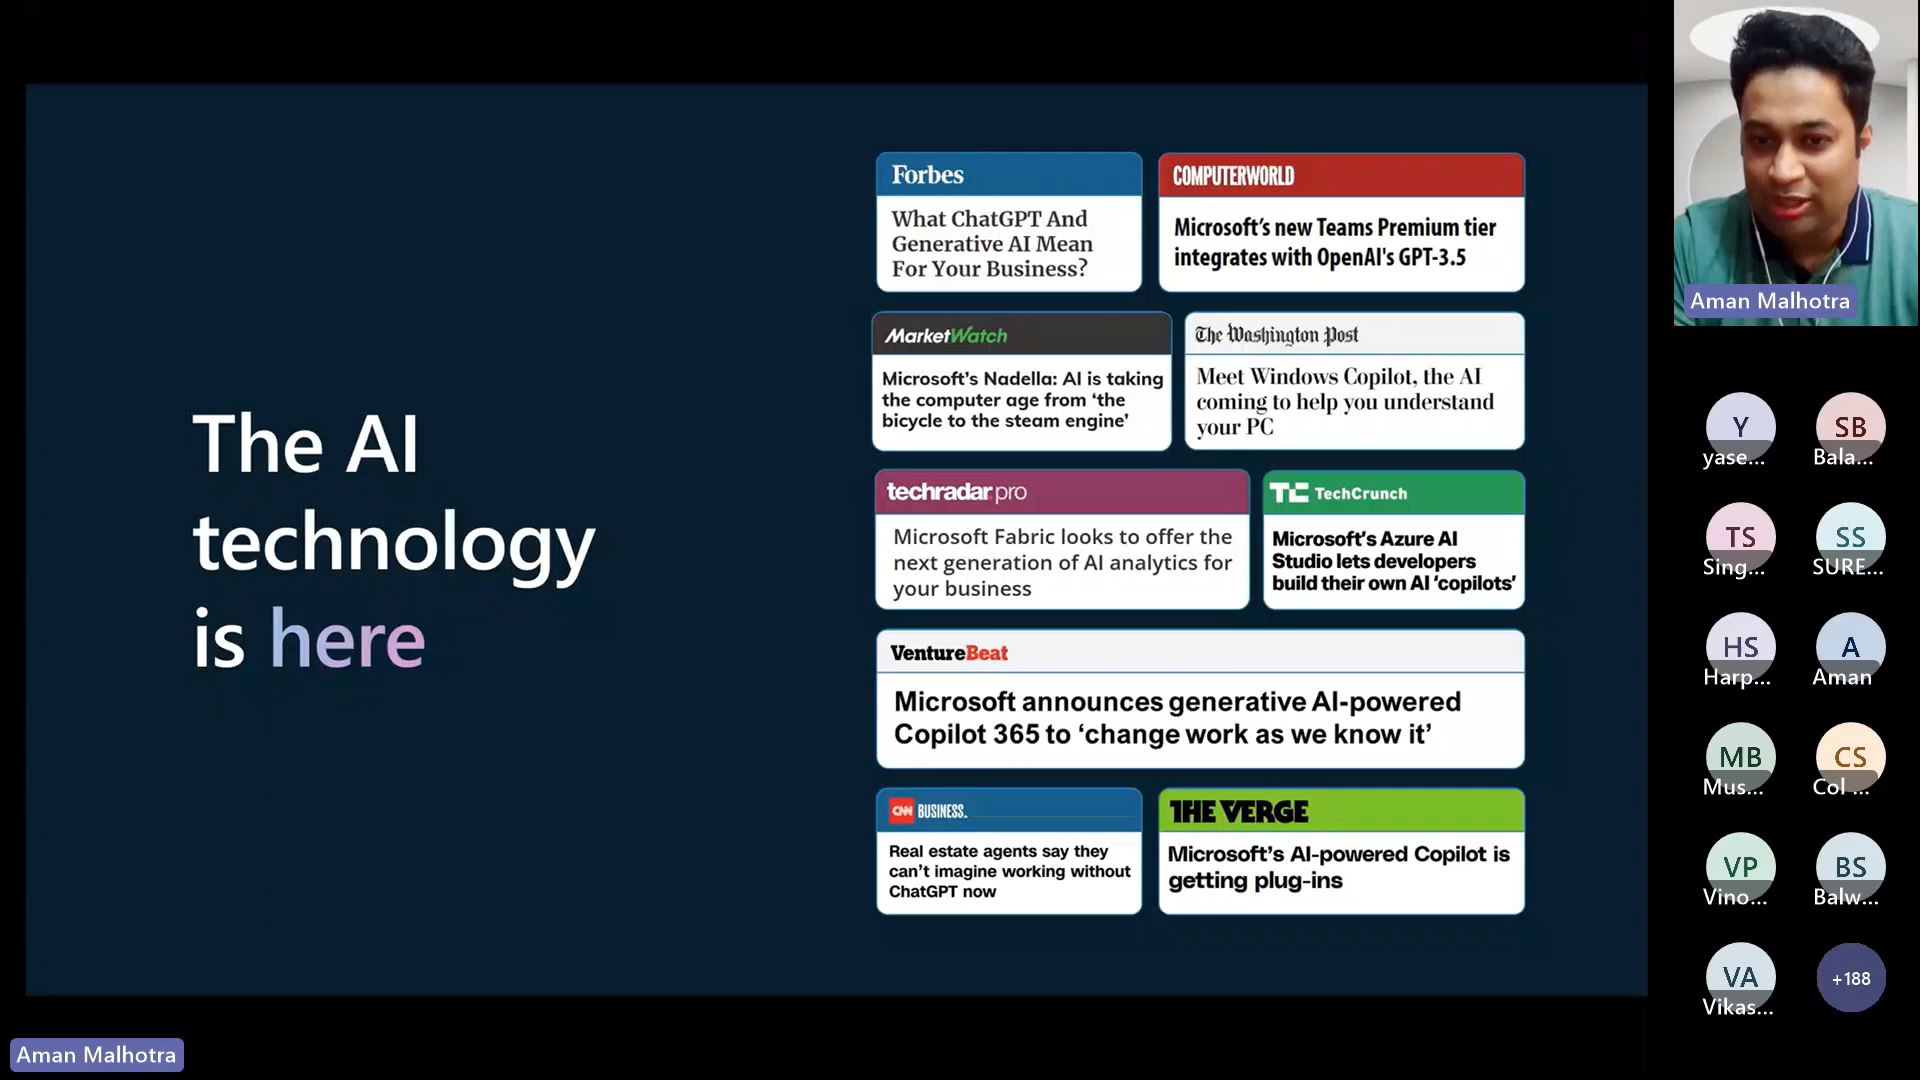 The AI
technology
is here
Forbes
What ChatGPT And
Generative AI Mean
For Your Business?
COMPUTERWORLD
Microsoft's new Teams Premium tier
integrates with OpenAI's GPT-3.5
MarketWatch
Microsoft's Nadella: AI is taking
the computer age from 'the
bicycle to the steam engine'
The Washington Post
Meet Windows Copilot, the AI
coming to help you understand
your PC
techradar.pro
Microsoft Fabric looks to offer the
next generation of AI analytics for
your business
TC TechCrunch
Microsoft's Azure AI
Studio lets developers
build their own AI 'copilots'
VentureBeat
Microsoft announces generative AI-powered
Copilot 365 to 'change work as we know it'
CNN BUSINESS.
Real estate agents say they
can't imagine working without
ChatGPT now
THE VERGE
Microsoft's AI-powered Copilot is
getting plug-ins
Aman Malhotra
Aman Malhotra
Y
yase...
SB
Bala...
TS
Sing...
SS
SURE...
HS
Harp...
A
Aman
MB
Mus...
CS
Col ...
VP
Vino...
BS
Balw...
VA
Vikas...
+188